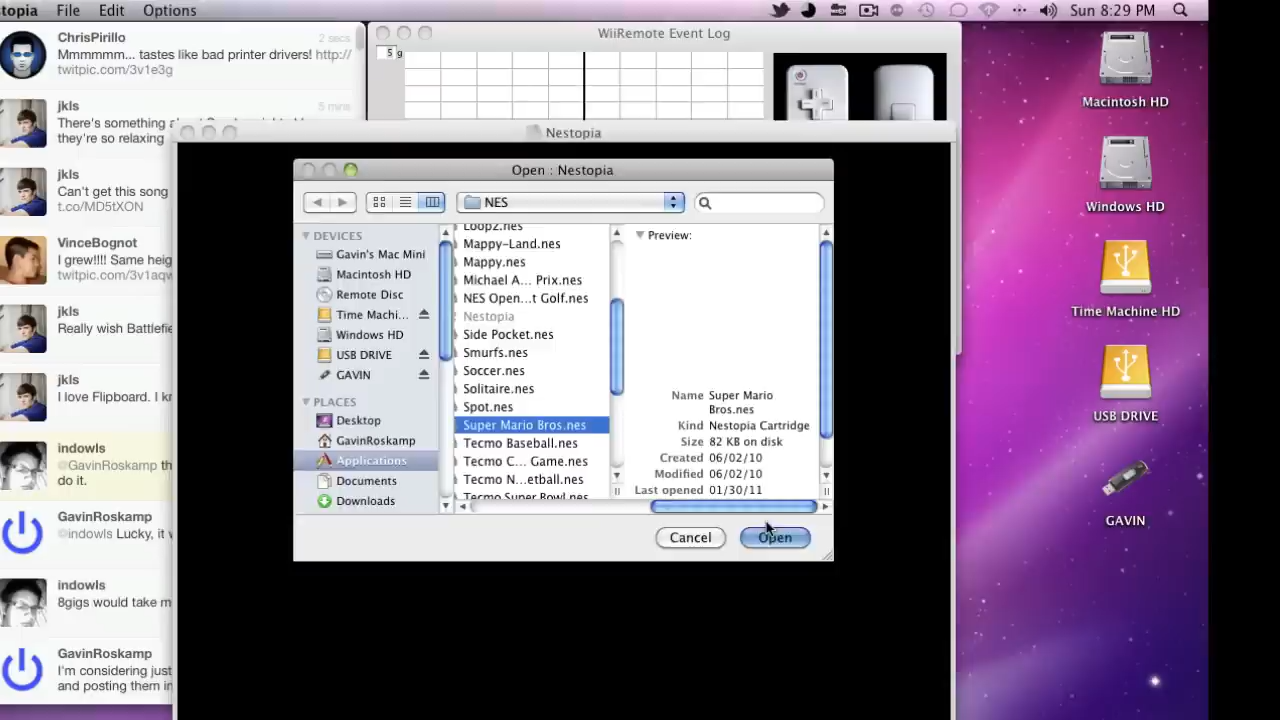 stopia File Edit Options
Sun 8:29 PM
ChrisPirillo 2 secs
Mmmmmm... tastes like bad printer drivers! http://
twitpic.com/3v1e3g
jkls 5 mins
There's something a
they're so relaxing
jkls
Can't get this song
t.co/MD5tXON
VinceBognot
I grew!!!! Same heig
twitpic.com/3v1aqw
jkls
Really wish Battlefie
jkls
I love Flipboard. I kn
indowls
@GavinRoskamp th
do it.
GavinRoskamp
@indowls Lucky, it w
indowls
8gigs would take m
GavinRoskamp
I'm considering just
and posting them in
WiiRemote Event Log
5 g
Nestopia
Open : Nestopia
NES
DEVICES
Gavin's Mac Mini
Macintosh HD
Remote Disc
Time Machi...
Windows HD
USB DRIVE
GAVIN
PLACES
Desktop
GavinRoskamp
Applications
Documents
Downloads
Loop2.nes
Mappy-Land.nes
Mappy.nes
Michael A... Prix.nes
NES Open...t Golf.nes
Nestopia
Side Pocket.nes
Smurfs.nes
Soccer.nes
Solitaire.nes
Spot.nes
Super Mario Bros.nes
Tecmo Baseball.nes
Tecmo C... Game.nes
Tecmo N...etball.nes
Tecmo Super Bowl.nes
Preview:
Name Super Mario
Bros.nes
Kind Nestopia Cartridge
Size 82 KB on disk
Created 06/02/10
Modified 06/02/10
Last opened 01/30/11
Cancel
Open
Macintosh HD
Windows HD
Time Machine HD
USB DRIVE
GAVIN